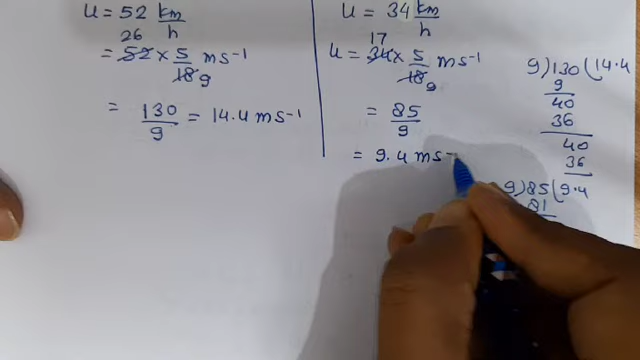 u = 52 km/h
26
= 52 × 5/18 ms⁻¹
9
= 130/9 = 14.4 ms⁻¹
u = 34 km/h
17
u = 34 × 5/18 ms⁻¹
9
= 85/9
= 9.4 ms⁻
9)130(14.4
9
40
36
40
36
9)85(9.4
81